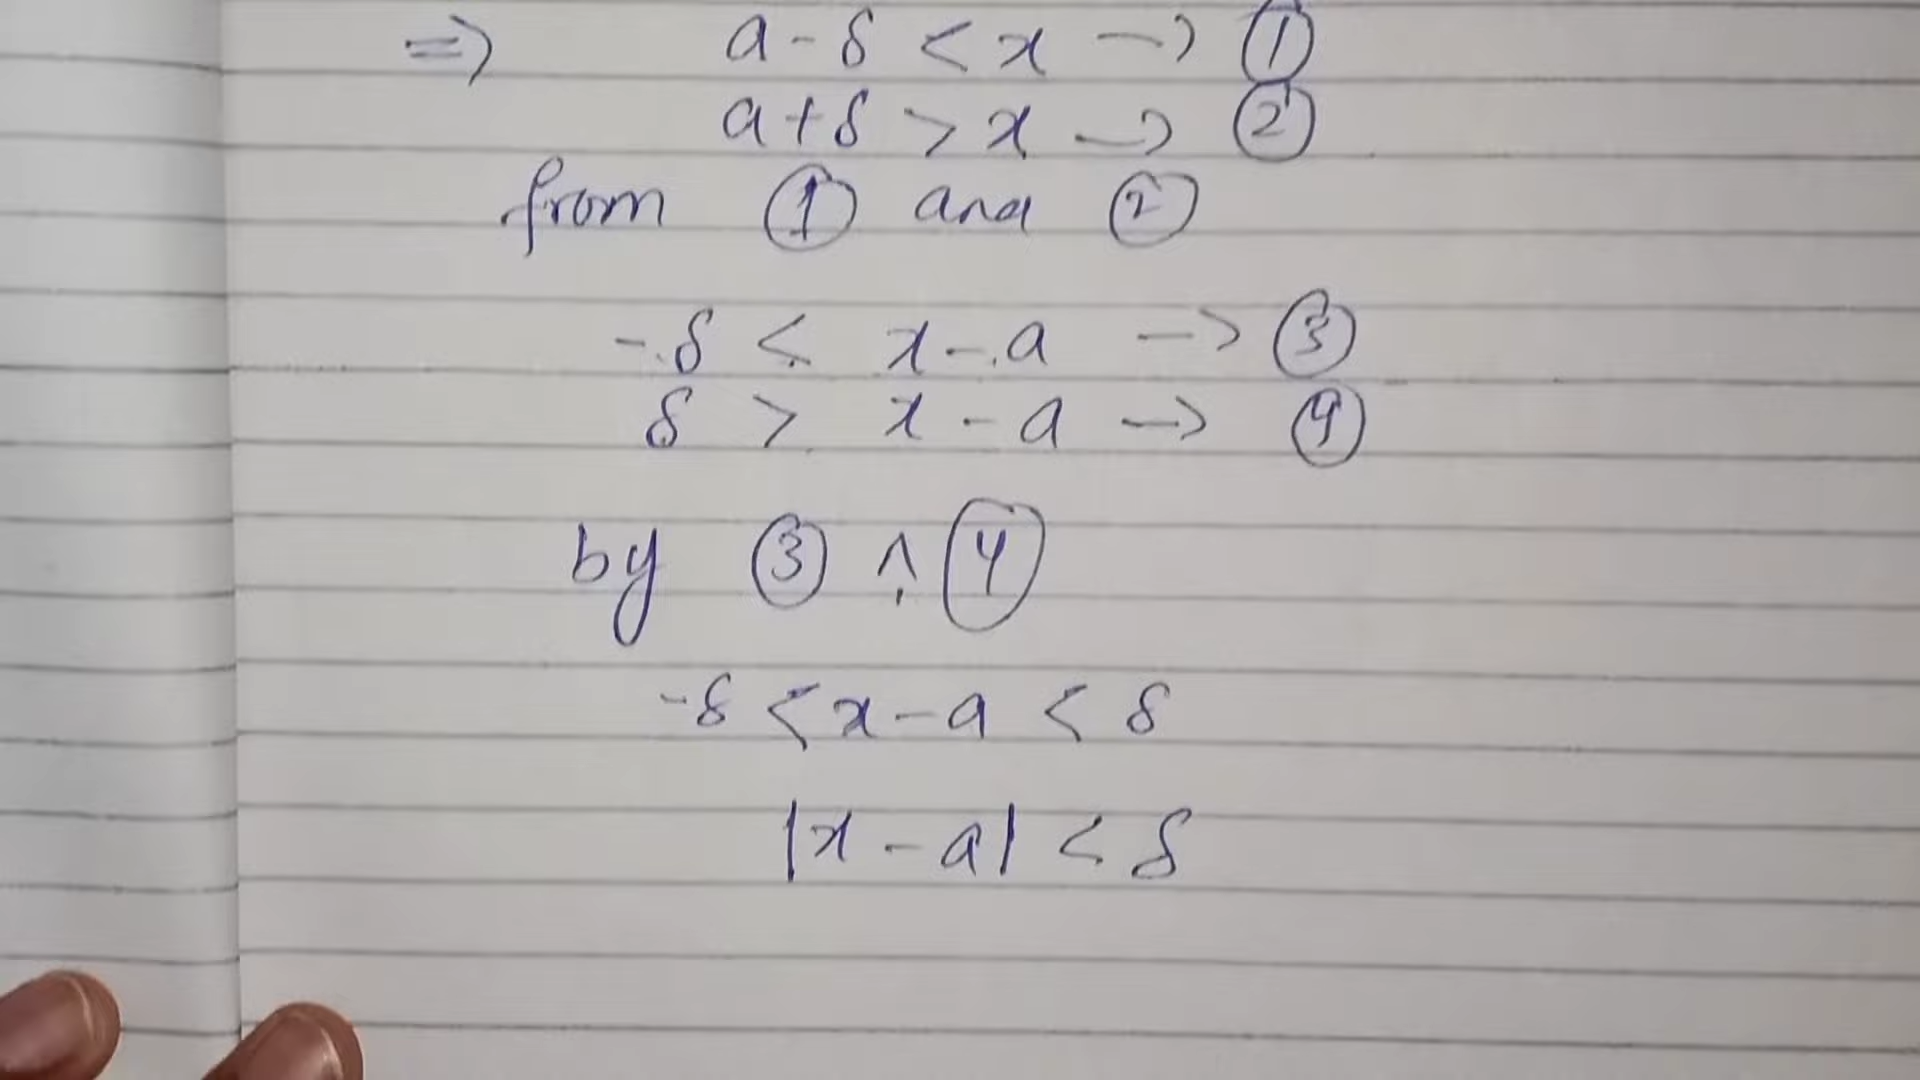 => a - δ < x -> ①
a + δ > x -> ②
from ① and ②
- δ < x - a -> ③
δ > x - a -> ④
by ③ ∧ ④
-δ < x - a < δ
|x - a| < δ